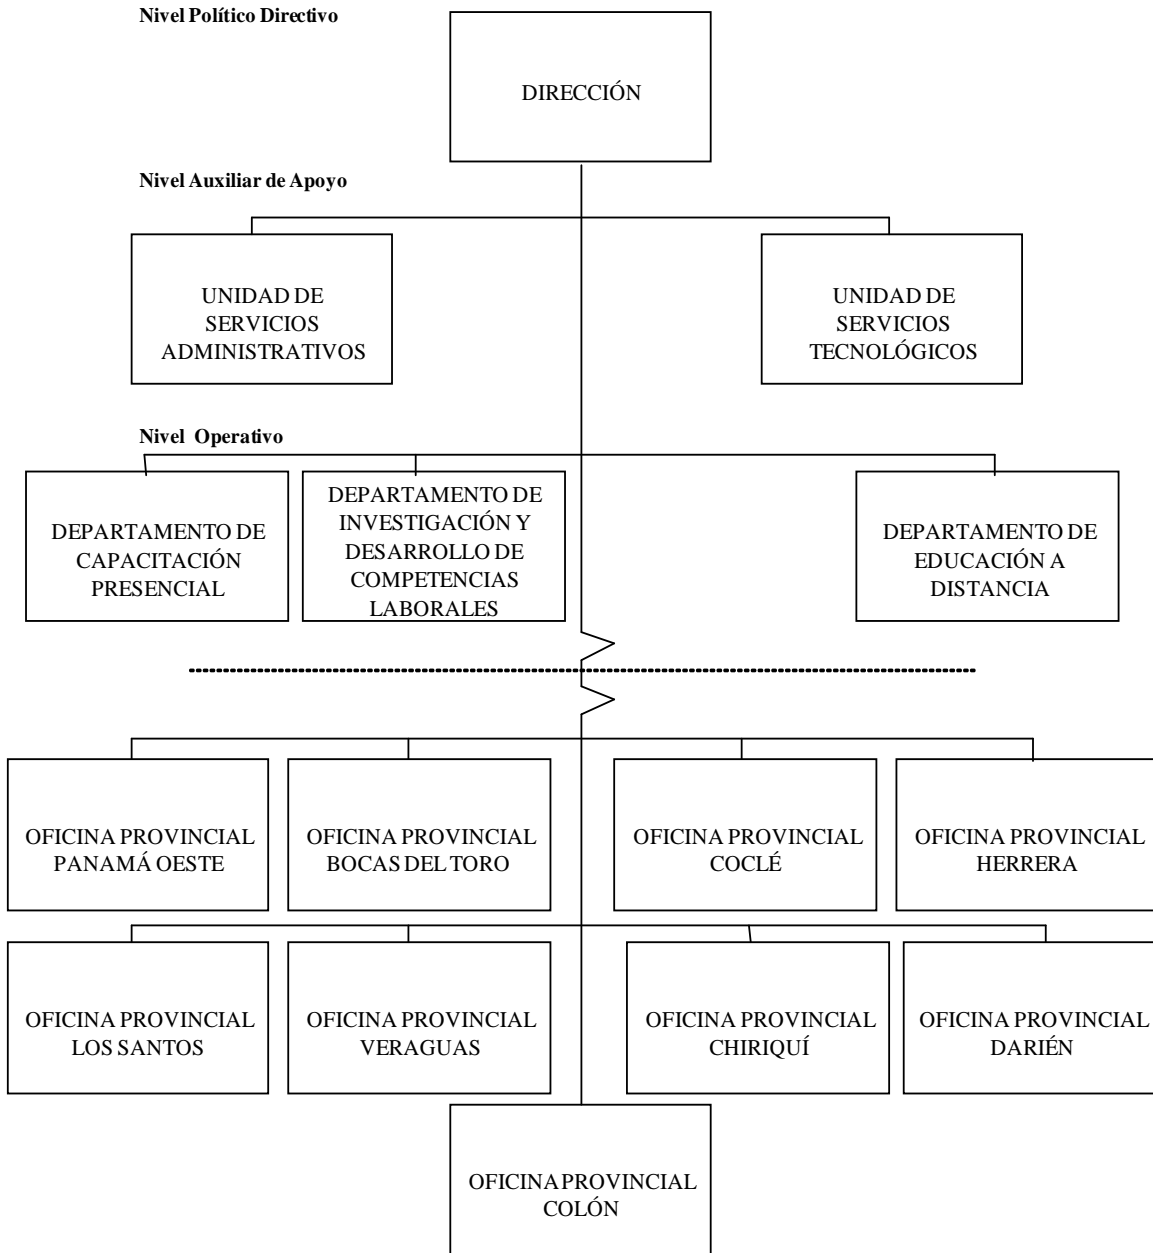 Nivel Político Directivo
DIRECCIÓN
Nivel Auxiliar de Apoyo
UNIDAD DE
SERVICIOS
ADMINISTRATIVOS
UNIDAD DE
SERVICIOS
TECNOLÓGICOS
Nivel Operativo
DEPARTAMENTO DE
CAPACITACIÓN
PRESENCIAL
DEPARTAMENTO DE
INVESTIGACIÓN Y
DESARROLLO DE
COMPETENCIAS
LABORALES
DEPARTAMENTO DE
EDUCACIÓN A
DISTANCIA
OFICINA PROVINCIAL
PANAMÁ OESTE
OFICINA PROVINCIAL
BOCAS DEL TORO
OFICINA PROVINCIAL
COCLÉ
OFICINA PROVINCIAL
HERRERA
OFICINA PROVINCIAL
LOS SANTOS
OFICINA PROVINCIAL
VERAGUAS
OFICINA PROVINCIAL
CHIRIQUÍ
OFICINA PROVINCIAL
DARIÉN
OFICINA PROVINCIAL
COLÓN